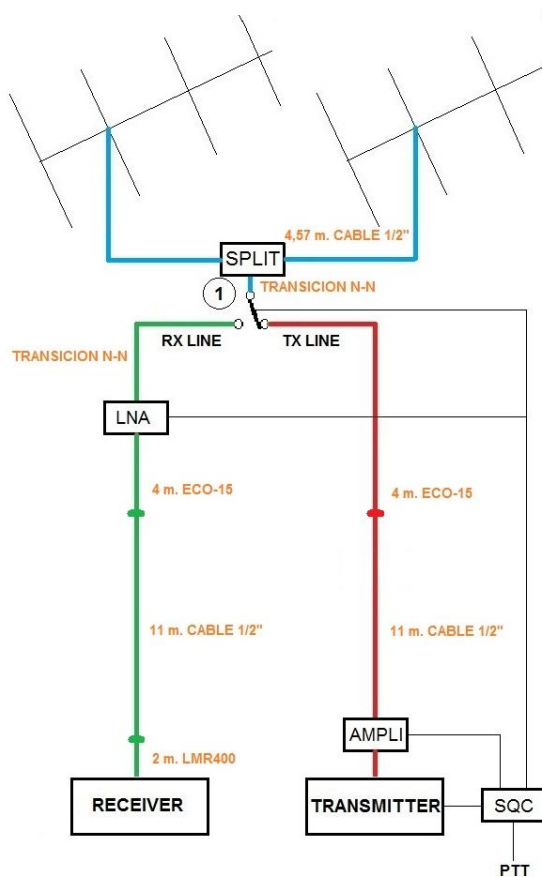 4,57 m. CABLE 1/2"
SPLIT
1
TRANSICION N-N
RX LINE
TX LINE
TRANSICION N-N
LNA
4 m. ECO-15
4 m. ECO-15
11 m. CABLE 1/2"
11 m. CABLE 1/2"
AMPLI
2 m. LMR400
RECEIVER
TRANSMITTER
SQC
PTT